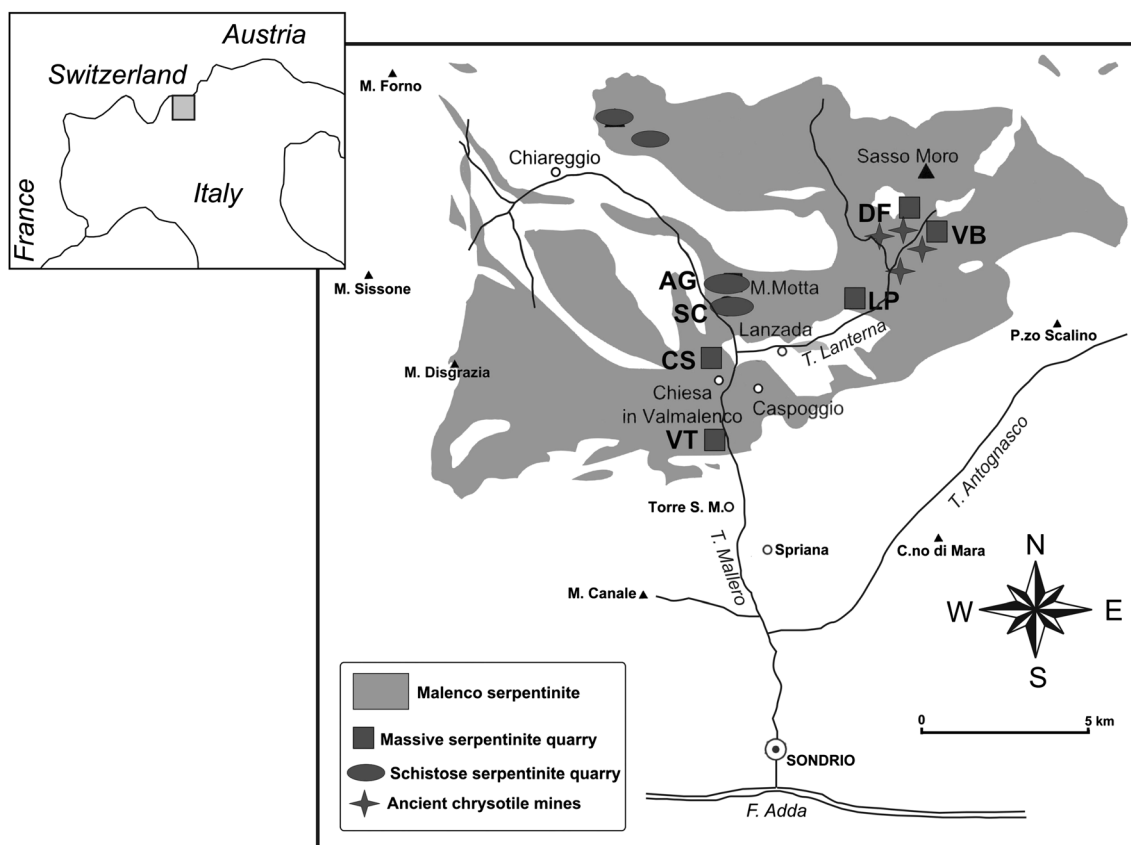 Austria
Switzerland
Italy
France
M. Forno
Chiareggio
Sasso Moro
DF
VB
M. Sissone
AG
M.Motta
SC
LP
Lanzada
T. Lanterna
P.zo Scalino
CS
M. Disgrazia
Chiesa
in Valmalenco
Caspoggio
VT
T. Antognasco
Torre S. M.
T. Mallero
Spriana
C.no di Mara
M. Canale
N
W
E
S
Malenco serpentinite
Massive serpentinite quarry
Schistose serpentinite quarry
Ancient chrysotile mines
0
5 km
SONDRIO
F. Adda